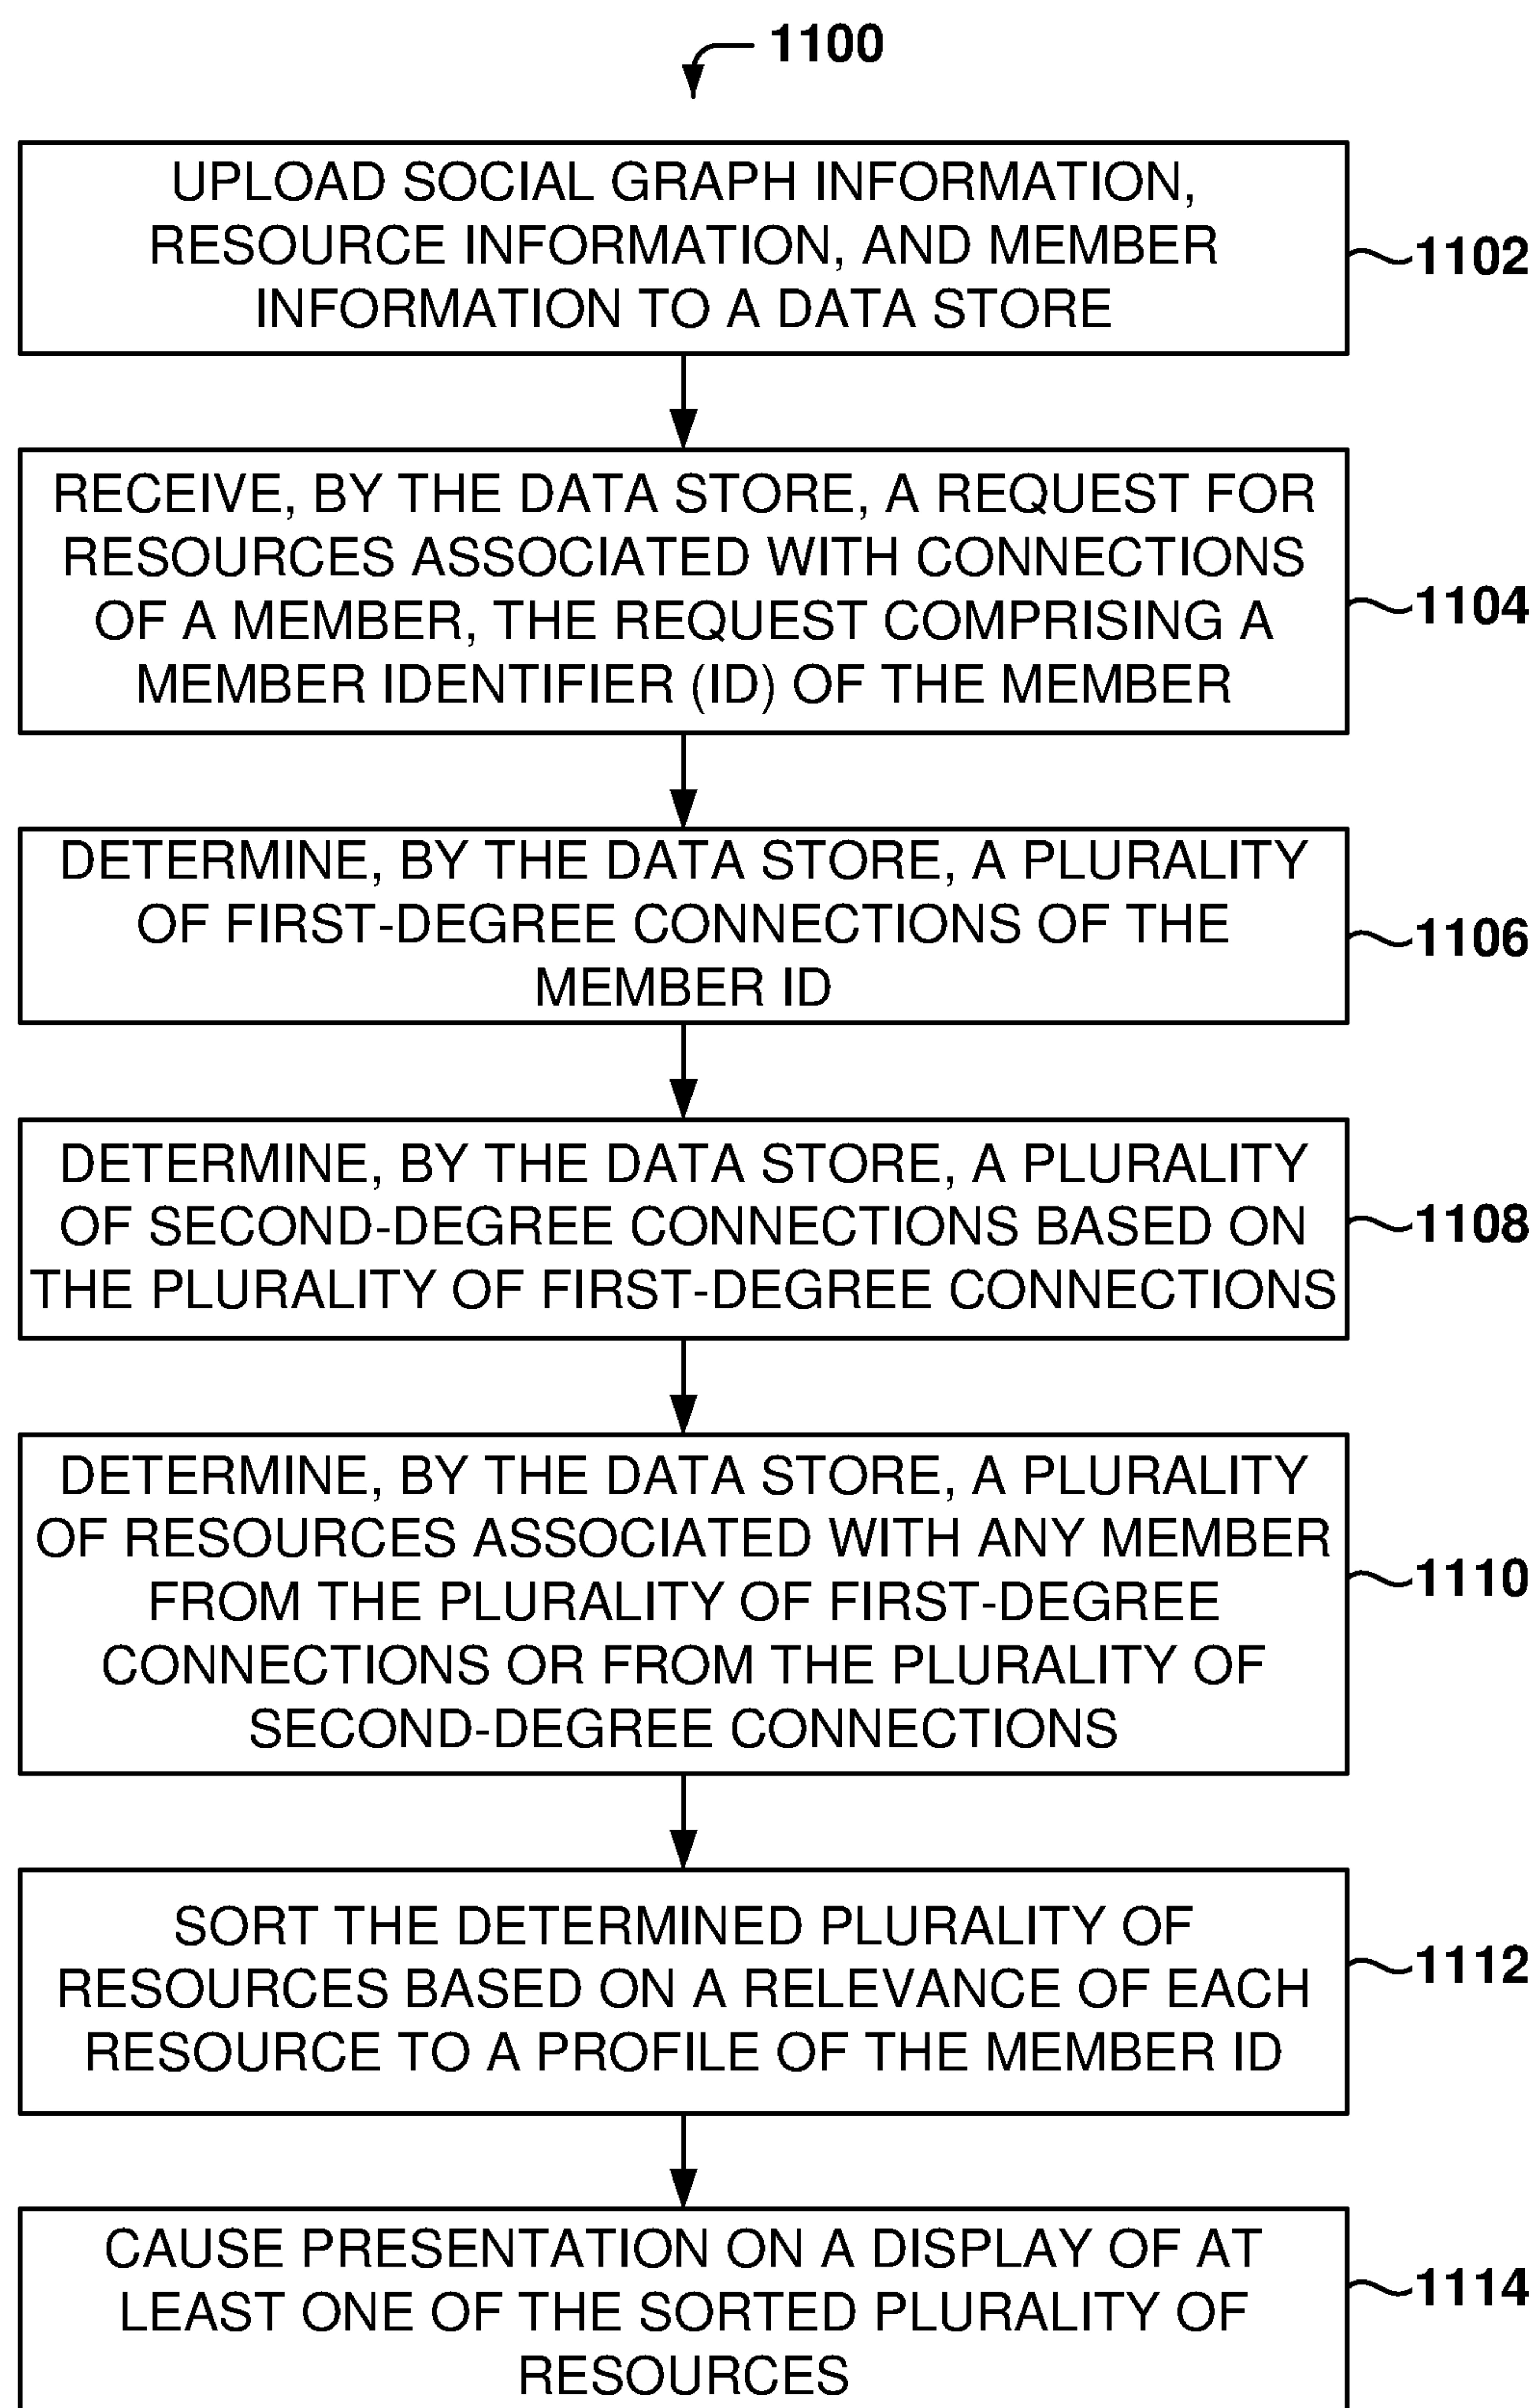 1100
UPLOAD SOCIAL GRAPH INFORMATION,
RESOURCE INFORMATION, AND MEMBER
INFORMATION TO A DATA STORE
1102
RECEIVE, BY THE DATA STORE, A REQUEST FOR
RESOURCES ASSOCIATED WITH CONNECTIONS
OF A MEMBER, THE REQUEST COMPRISING A
MEMBER IDENTIFIER (ID) OF THE MEMBER
1104
DETERMINE, BY THE DATA STORE, A PLURALITY
OF FIRST-DEGREE CONNECTIONS OF THE
MEMBER ID
1106
DETERMINE, BY THE DATA STORE, A PLURALITY
OF SECOND-DEGREE CONNECTIONS BASED ON
THE PLURALITY OF FIRST-DEGREE CONNECTIONS
1108
DETERMINE, BY THE DATA STORE, A PLURALITY
OF RESOURCES ASSOCIATED WITH ANY MEMBER
FROM THE PLURALITY OF FIRST-DEGREE
CONNECTIONS OR FROM THE PLURALITY OF
SECOND-DEGREE CONNECTIONS
1110
SORT THE DETERMINED PLURALITY OF
RESOURCES BASED ON A RELEVANCE OF EACH
RESOURCE TO A PROFILE OF THE MEMBER ID
1112
CAUSE PRESENTATION ON A DISPLAY OF AT
LEAST ONE OF THE SORTED PLURALITY OF
RESOURCES
1114